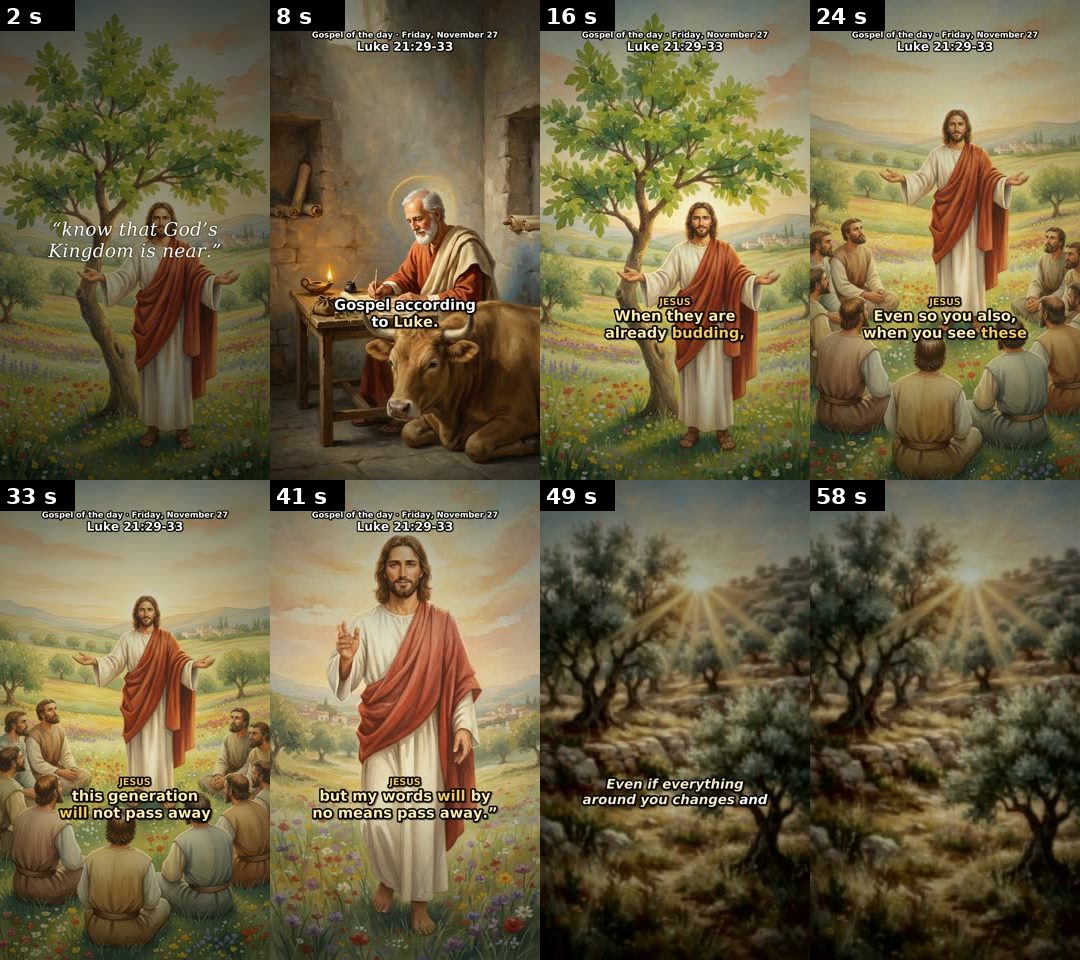 2 s
“know that God’s
Kingdom is near.”
8 s
Gospel of the day · Friday, November 27
Luke 21:29-33
Gospel according
to Luke.
16 s
Gospel of the day · Friday, November 27
Luke 21:29-33
JESUS
When they are
already budding,
24 s
Gospel of the day · Friday, November 27
Luke 21:29-33
JESUS
Even so you also,
when you see these
33 s
Gospel of the day · Friday, November 27
Luke 21:29-33
JESUS
this generation
will not pass away
41 s
Gospel of the day · Friday, November 27
Luke 21:29-33
JESUS
but my words will by
no means pass away.”
49 s
Even if everything
around you changes and
58 s